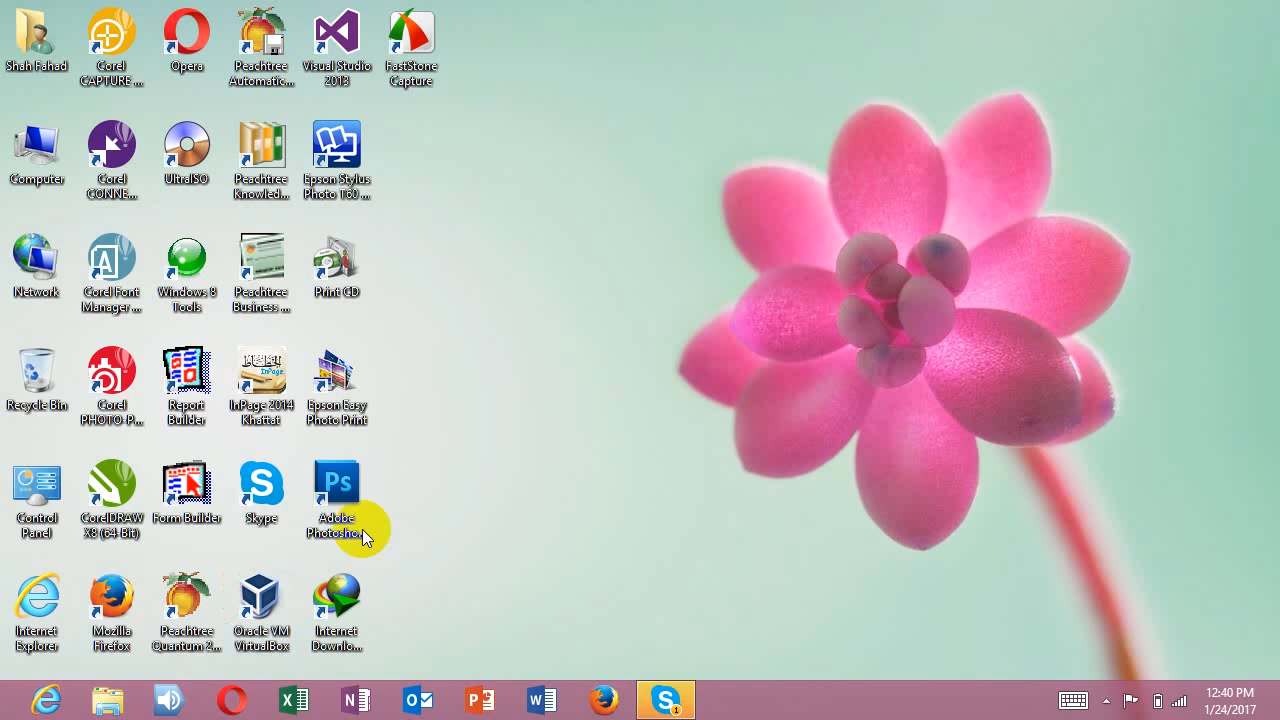 Shah Fahad
Corel
CAPTURE ...
Opera
Peachtree
Automatic...
Visual Studio
2013
FastStone
Capture
Computer
Corel
CONNE...
UltraISO
Peachtree
Knowled...
Epson Stylus
Photo T60 ...
Network
Corel Font
Manager ...
Windows 8
Tools
Peachtree
Business ...
Print CD
Recycle Bin
Corel
PHOTO-P...
Report
Builder
InPage
InPage 2014
Khattat
Epson Easy
Photo Print
Control
Panel
CorelDRAW
X8 (64-Bit)
Form Builder
S
Skype
Ps
Adobe
Photosho...
Internet
Explorer
Mozilla
Firefox
Peachtree
Quantum 2...
Oracle VM
VirtualBox
Internet
Downlo...
12:40 PM
1/24/2017